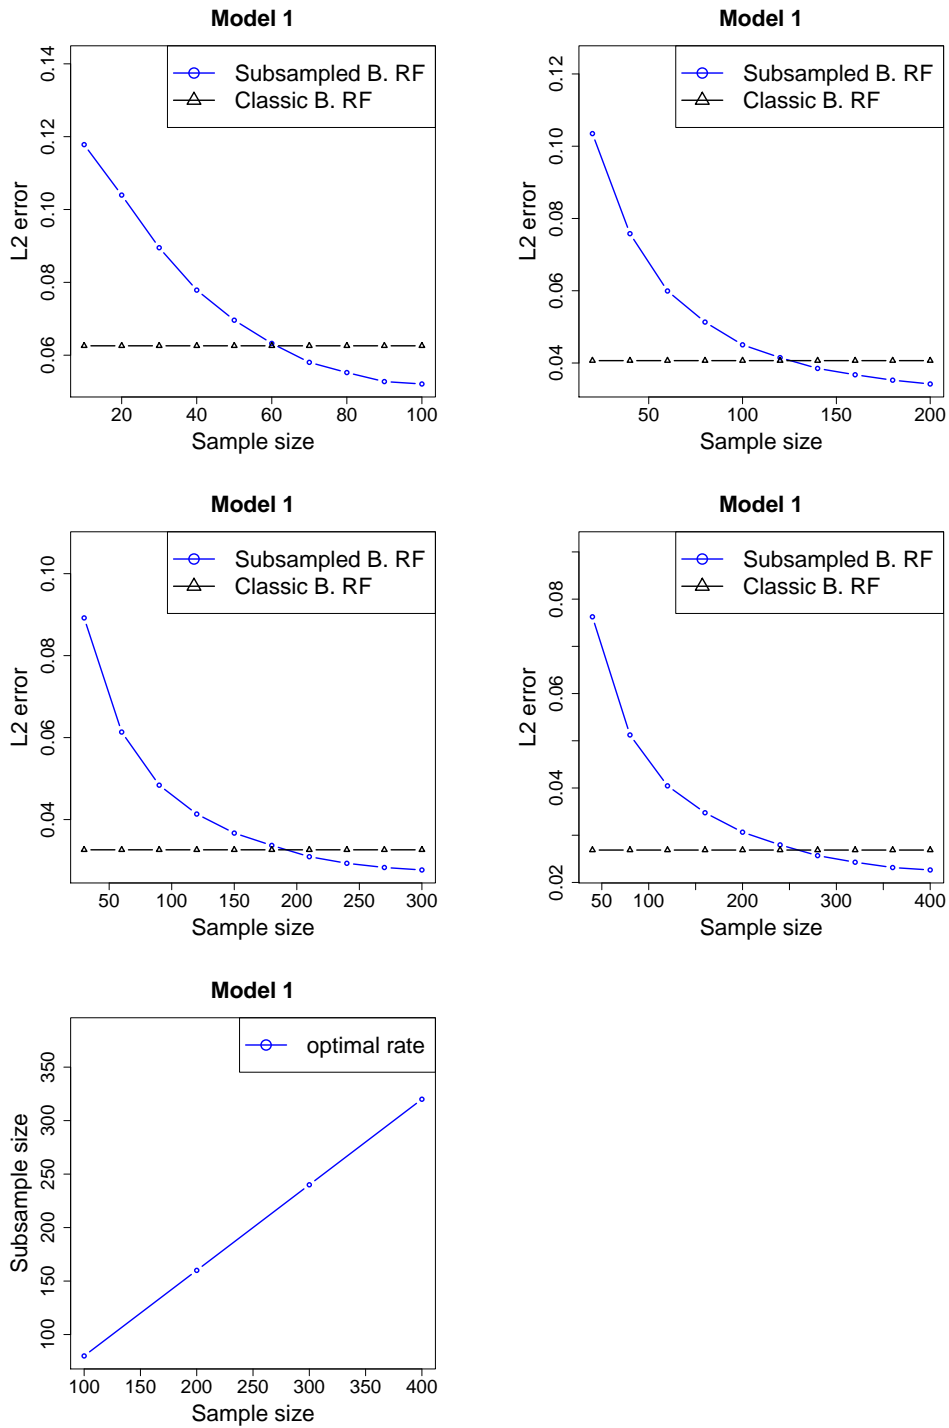 Model 1
Subsampled B. RF
Classic B. RF
L2 error
0.14
0.12
0.10
0.08
0.06
20 40 60 80 100
Sample size
Model 1
Subsampled B. RF
Classic B. RF
L2 error
0.12
0.10
0.08
0.06
0.04
50 100 150 200
Sample size
Model 1
Subsampled B. RF
Classic B. RF
L2 error
0.10
0.08
0.06
0.04
50 100 150 200 250 300
Sample size
Model 1
Subsampled B. RF
Classic B. RF
L2 error
0.08
0.06
0.04
0.02
50 100 200 300 400
Sample size
Model 1
optimal rate
Subsample size
350
300
250
200
150
100
100 150 200 250 300 350 400
Sample size